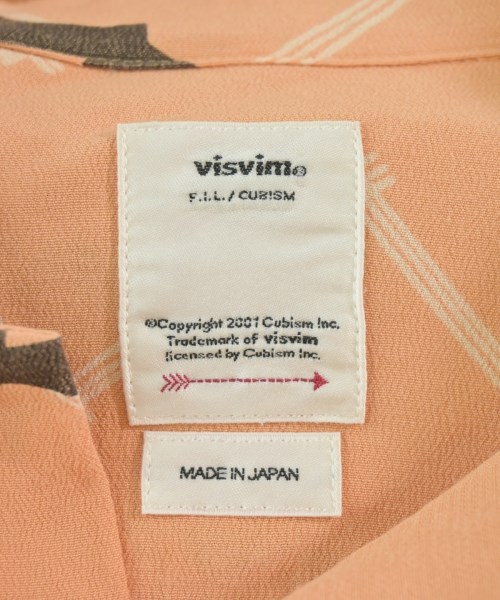 visvim®
F.I.L. / CUBISM
©Copyright 2001 Cubism Inc.
Trademark of visvim
licensed by Cubism Inc.
MADE IN JAPAN